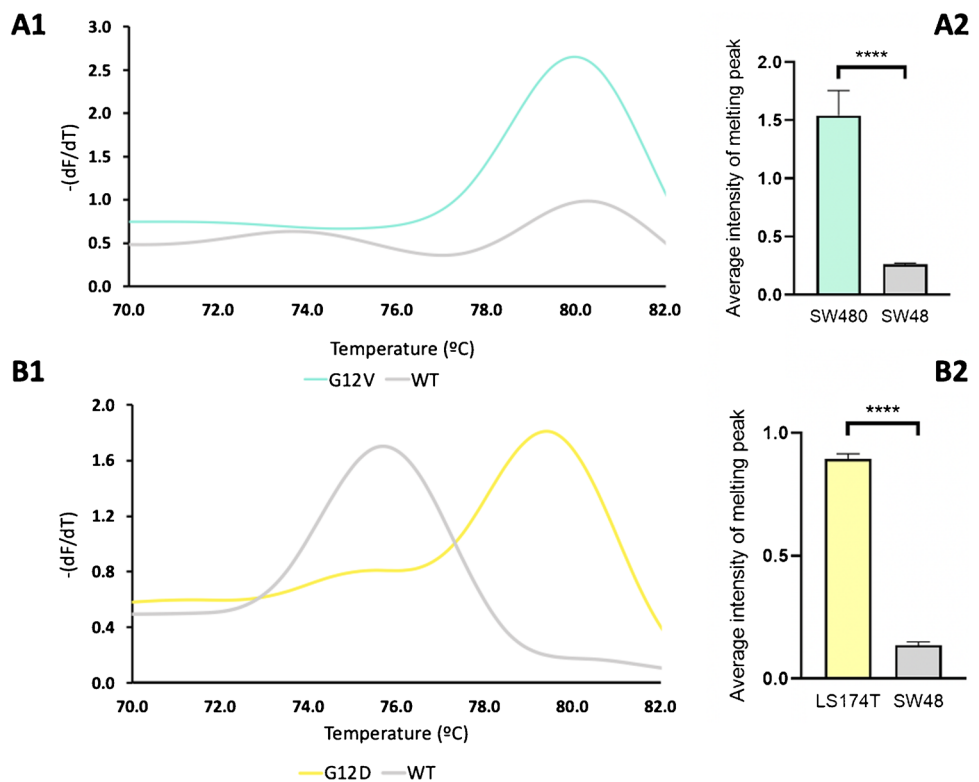 A1
A2
3.0
2.5
2.0
1.5
1.0
0.5
0.0
-(dF/dT)
70.0 72.0 74.0 76.0 78.0 80.0 82.0
Temperature (ºC)
G12V WT
****
Average intensity of melting peak
2.0
1.5
1.0
0.5
0.0
SW480 SW48
B1
B2
2.0
1.6
1.2
0.8
0.4
0.0
-(dF/dT)
70.0 72.0 74.0 76.0 78.0 80.0 82.0
Temperature (ºC)
G12D WT
****
Average intensity of melting peak
1.0
0.5
0.0
LS174T SW48